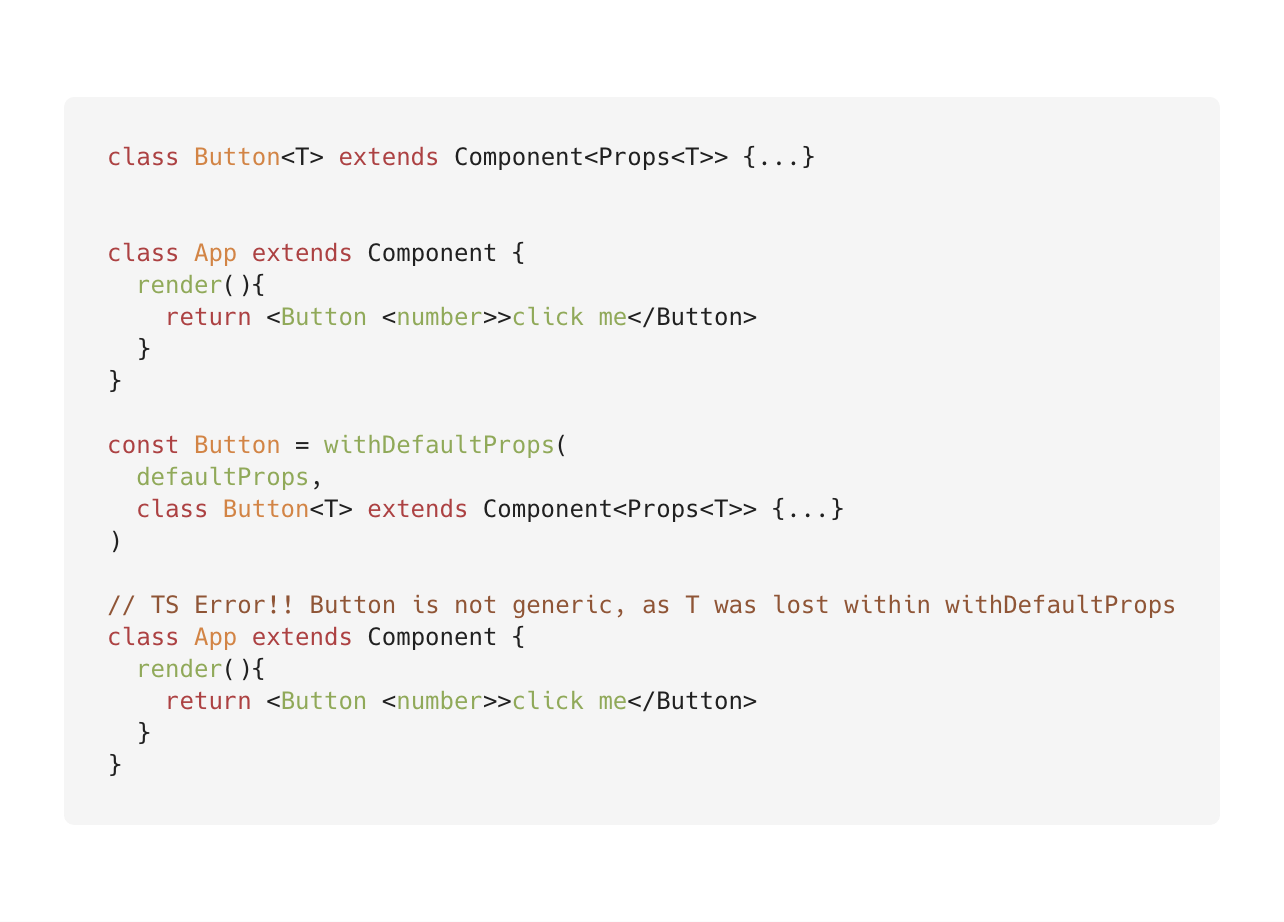 class Button<T> extends Component<Props<T>> {...}
class App extends Component {
  render(){
    return <Button <number>>click me</Button>
  }
}
const Button = withDefaultProps(
  defaultProps,
  class Button<T> extends Component<Props<T>> {...}
)
// TS Error!! Button is not generic, as T was lost within withDefaultProps
class App extends Component {
  render(){
    return <Button <number>>click me</Button>
  }
}